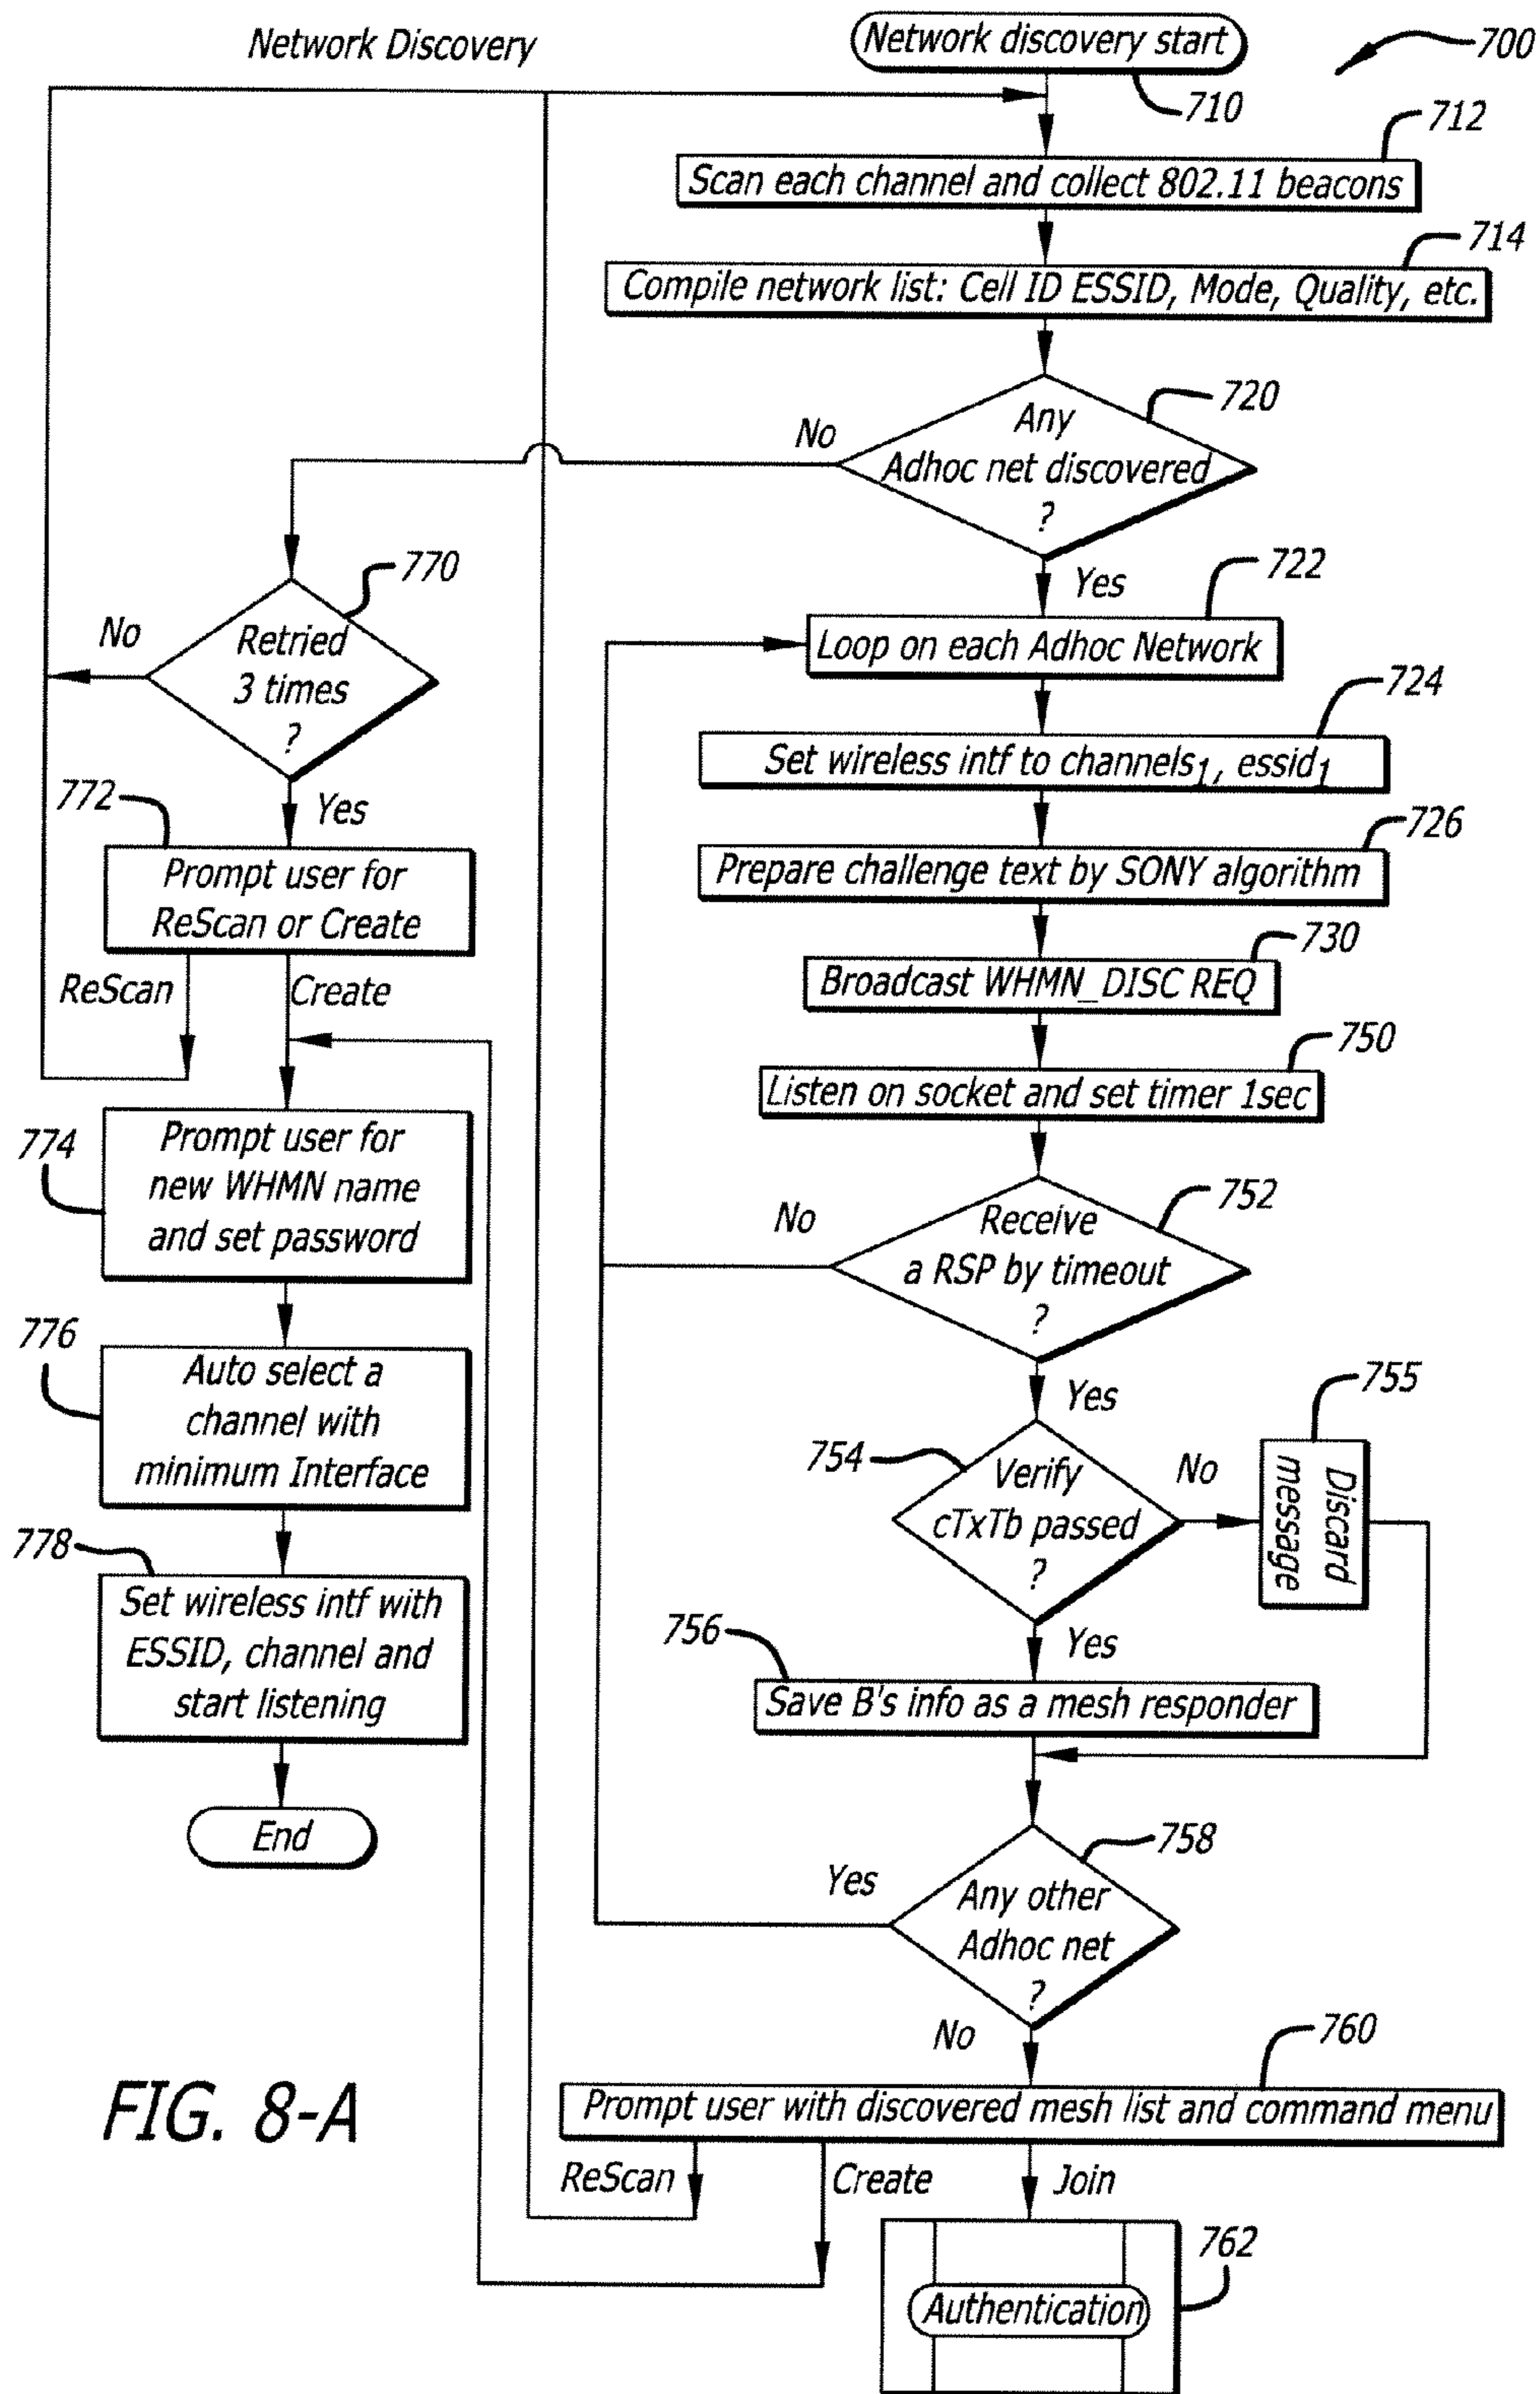 Network Discovery
Network discovery start
700
710
712
Scan each channel and collect 802.11 beacons
714
Compile network list: Cell ID ESSID, Mode, Quality, etc.
720
Any
Adhoc net discovered
?
No
Yes
770
Retried
3 times
?
No
Yes
722
Loop on each Adhoc Network
724
Set wireless intf to channels1, essid1
726
Prepare challenge text by SONY algorithm
730
Broadcast WHMN_DISC REQ
750
Listen on socket and set timer 1sec
752
Receive
a RSP by timeout
?
No
Yes
754
Verify
cTxTb passed
?
No
Yes
755
Discard
message
756
Save B's info as a mesh responder
758
Any other
Adhoc net
?
Yes
No
760
Prompt user with discovered mesh list and command menu
ReScan
Create
Join
762
Authentication
772
Prompt user for
ReScan or Create
ReScan
Create
774
Prompt user for
new WHMN name
and set password
776
Auto select a
channel with
minimum Interface
778
Set wireless intf with
ESSID, channel and
start listening
End
FIG. 8-A